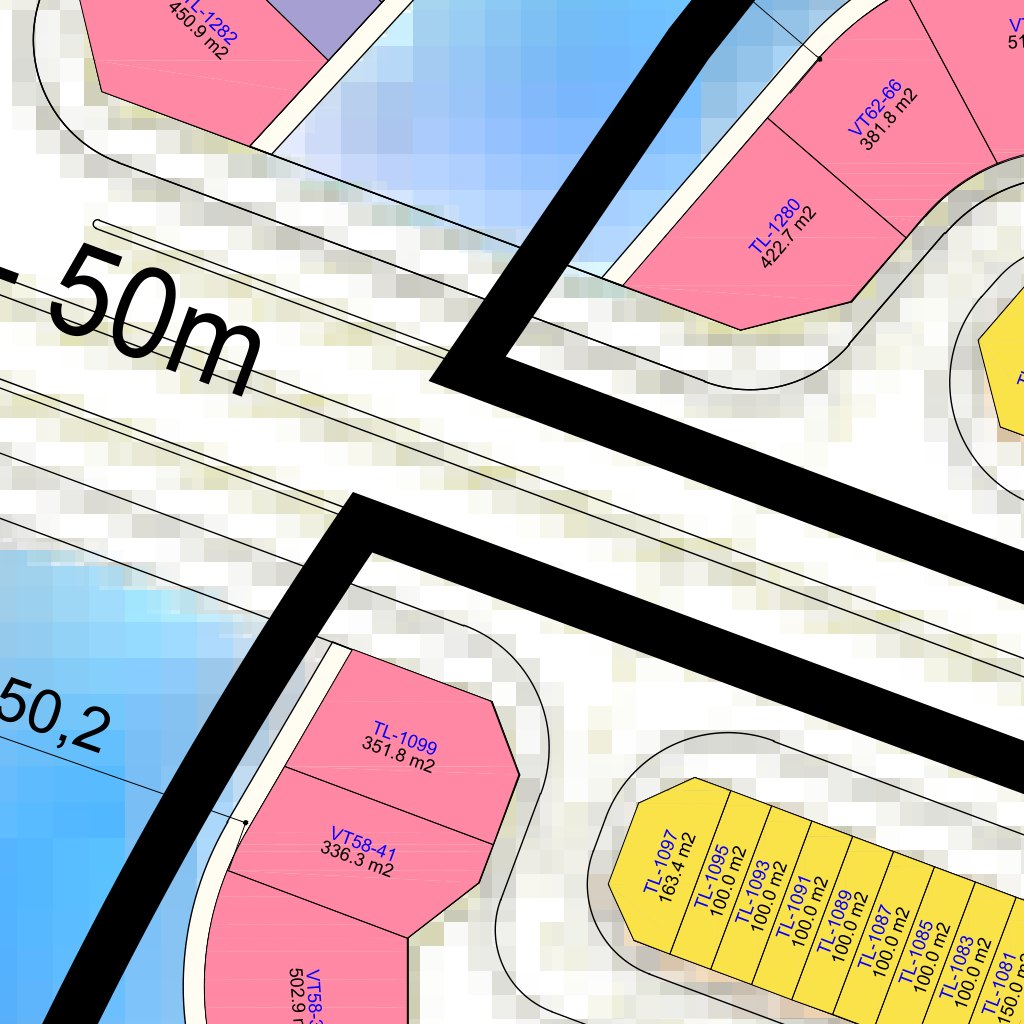 TL-1282
450.9 m2
VT62-66
381.8 m2
TL-1280
422.7 m2
- 50m
50,2
TL-1099
351.8 m2
VT58-41
336.3 m2
502.9
TL-1097
163.4 m2
TL-1095
100.0 m2
TL-1093
100.0 m2
TL-1091
100.0 m2
TL-1089
100.0 m2
TL-1087
100.0 m2
TL-1085
100.0 m2
TL-1083
100.0 m2
TL-1081
150.0 m